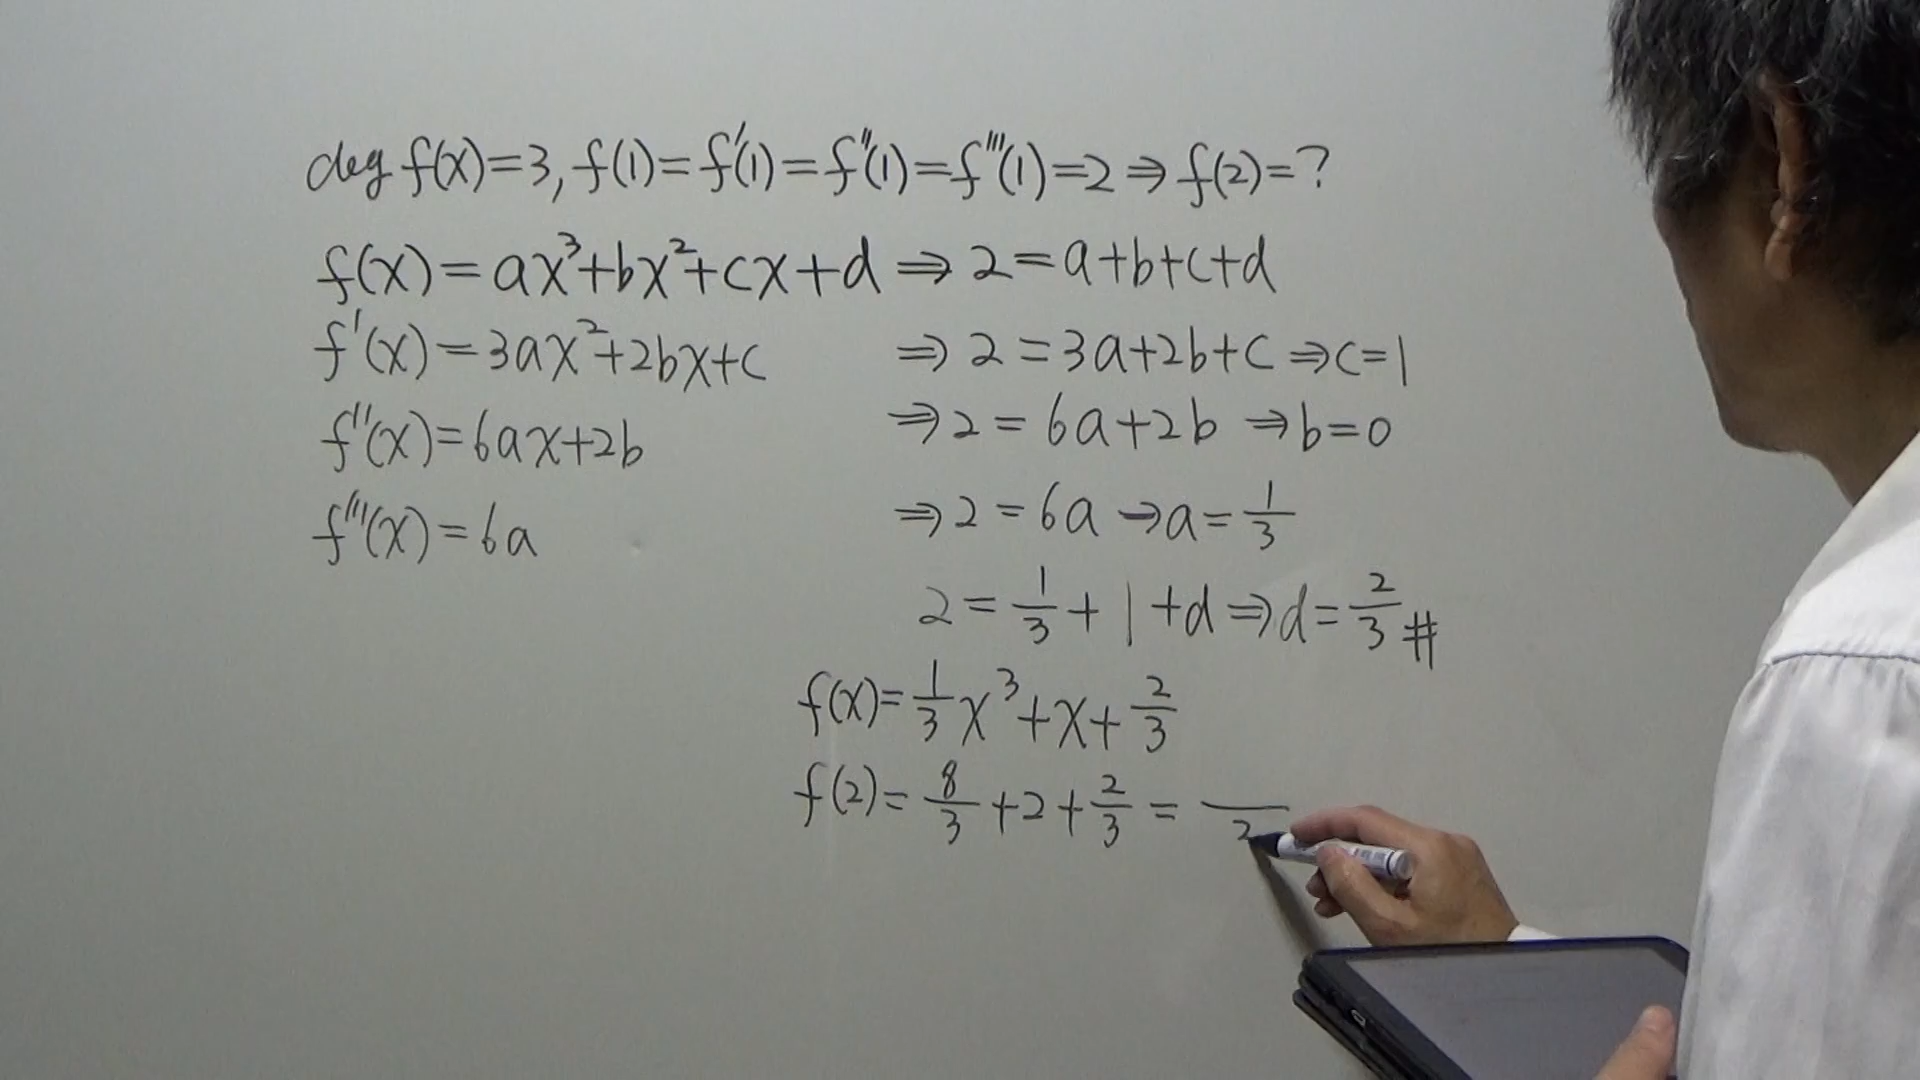 deg f(x)=3, f(1)=f'(1)=f''(1)=f'''(1)=2 ⇒ f(2)=?
f(x)=ax³+bx²+cx+d ⇒ 2=a+b+c+d
f'(x)=3ax²+2bx+c ⇒ 2=3a+2b+c ⇒ c=1
f''(x)=6ax+2b ⇒ 2=6a+2b ⇒ b=0
f'''(x)=6a ⇒ 2=6a → a=1/3
2=1/3+1+d ⇒ d=2/3 #
f(x)=1/3x³+x+2/3
f(2)=8/3+2+2/3=